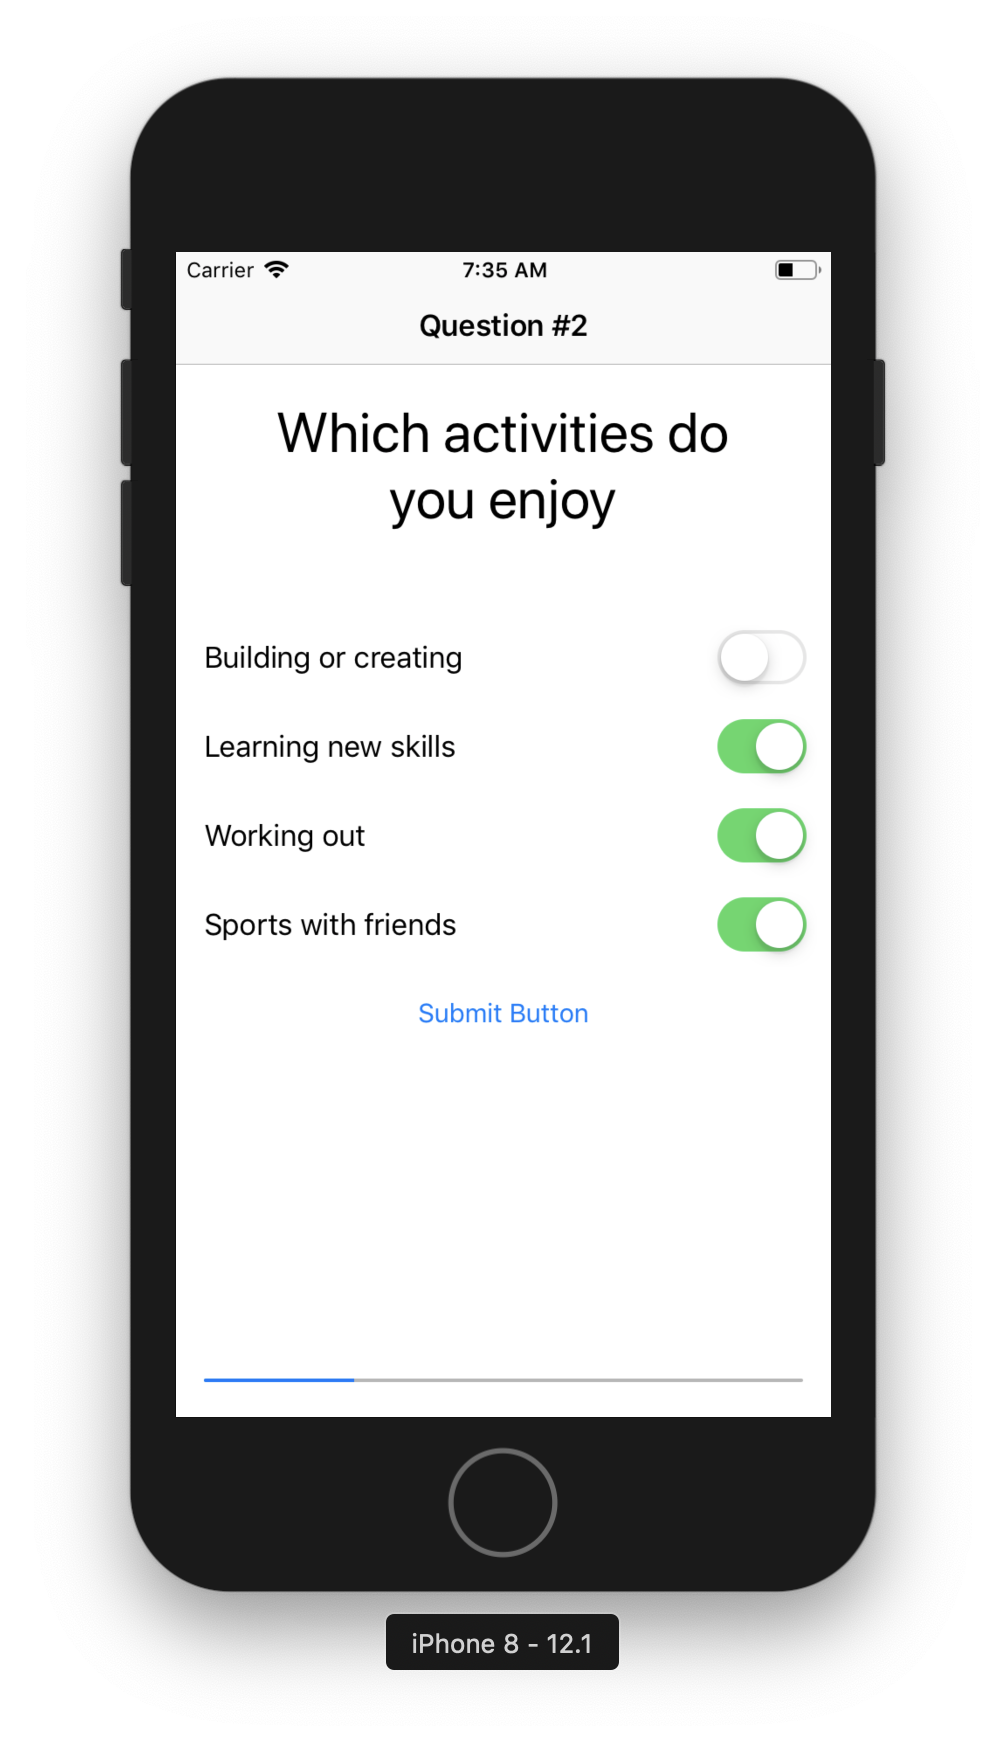 Carrier
7:35 AM
Question #2
Which activities do
you enjoy
Building or creating
Learning new skills
Working out
Sports with friends
Submit Button
iPhone 8 - 12.1